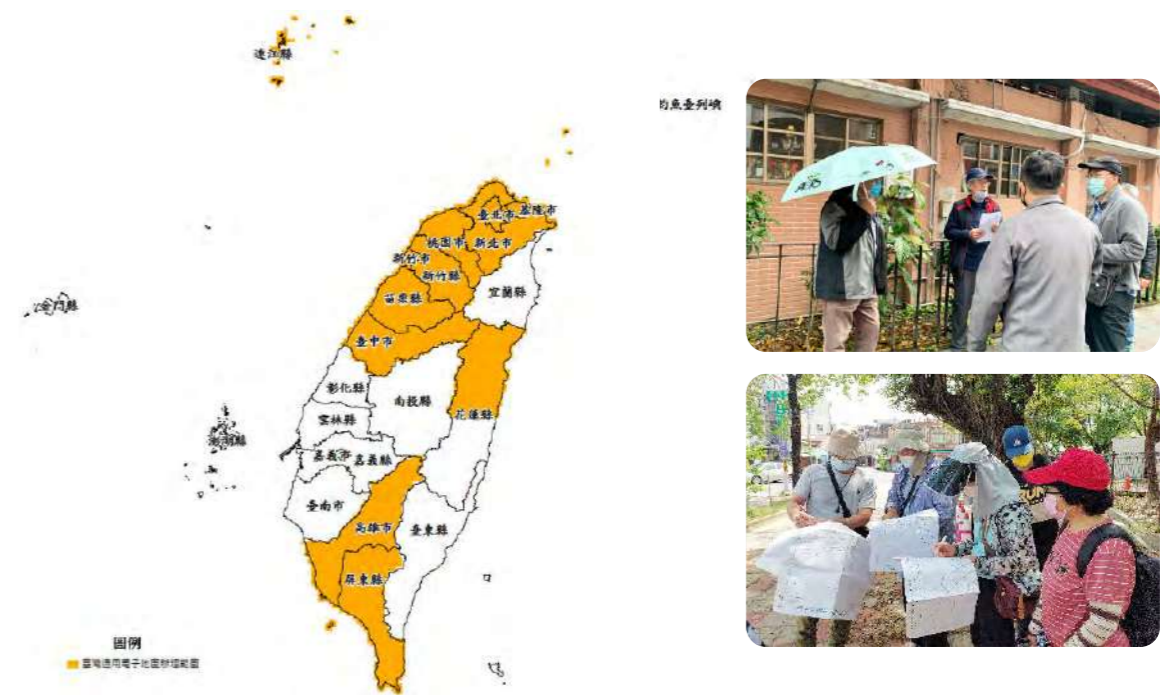 連江縣
釣魚臺列嶼
臺北市
基隆市
桃園市
新北市
新竹市
新竹縣
宜蘭縣
苗栗縣
金門縣
臺中市
彰化縣
南投縣
花蓮縣
雲林縣
澎湖縣
嘉義市
嘉義縣
臺南市
高雄市
臺東縣
屏東縣
圖例